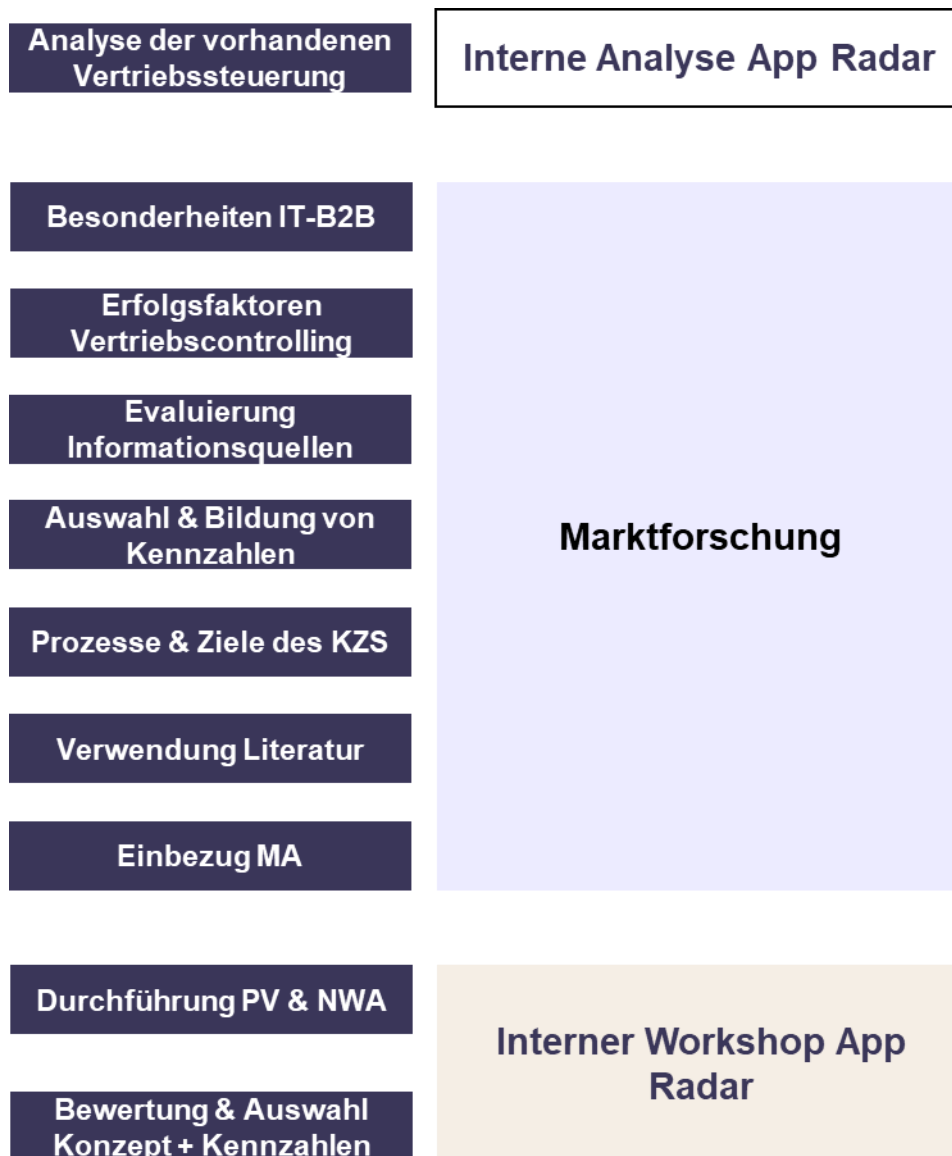 Analyse der vorhandenen
Vertriebssteuerung
Interne Analyse App Radar
Besonderheiten IT-B2B
Erfolgsfaktoren
Vertriebscontrolling
Evaluierung
Informationsquellen
Auswahl & Bildung von
Kennzahlen
Prozesse & Ziele des KZS
Verwendung Literatur
Einbezug MA
Marktforschung
Durchführung PV & NWA
Bewertung & Auswahl
Konzept + Kennzahlen
Interner Workshop App
Radar